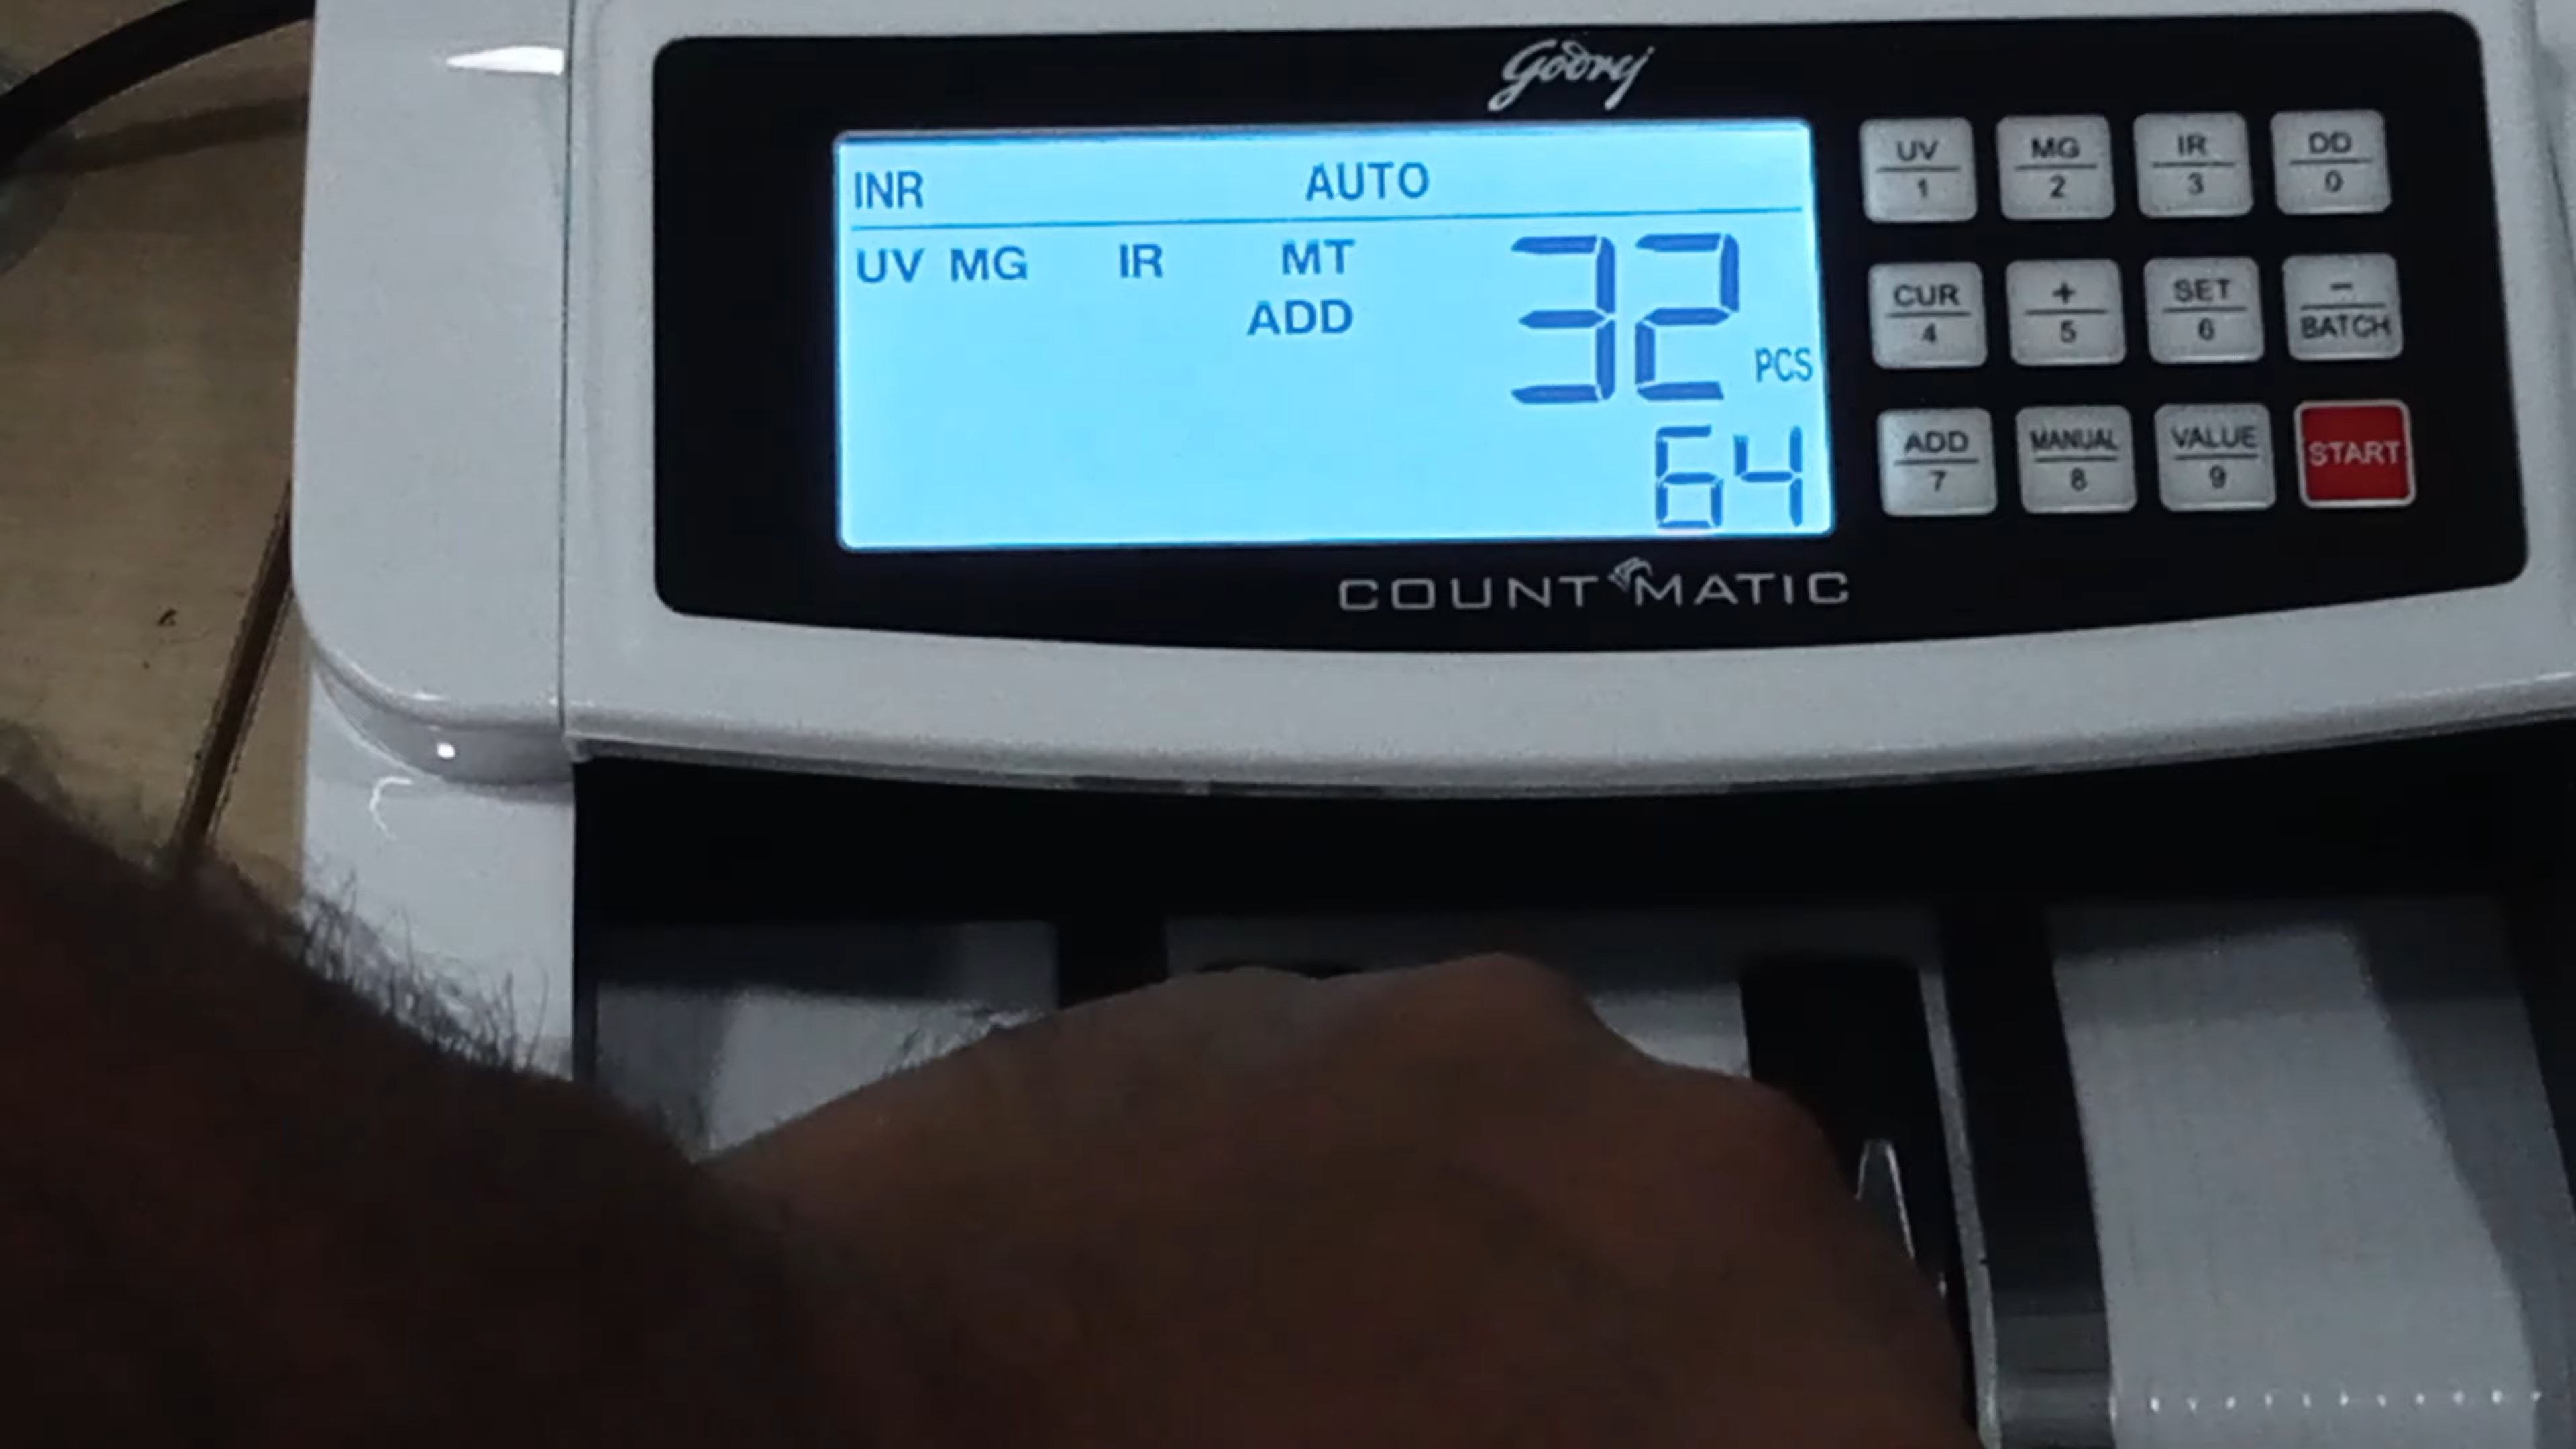 Godrej
INR AUTO
UV MG IR MT
ADD
32 PCS
64
COUNT MATIC
UV 1 MG 2 IR 3 DD 0
CUR 4 + 5 SET 6 - BATCH
ADD 7 MANUAL 8 VALUE 9 START